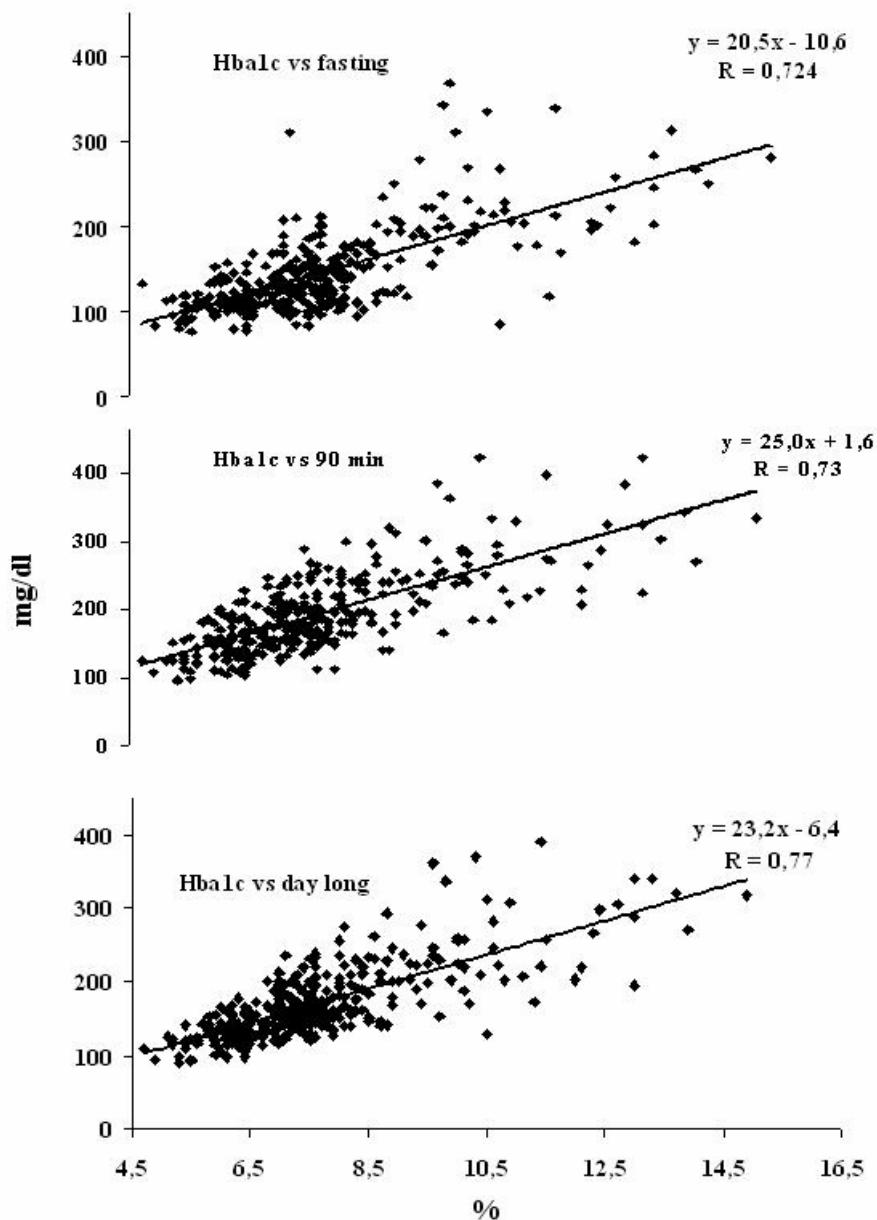 400
Hba1c vs fasting
y = 20,5x - 10,6
R = 0,724
300
200
100
0
Hba1c vs 90 min
y = 25,0x + 1,6
R = 0,73
400
300
mg/dl
200
100
0
Hba1c vs day long
y = 23,2x - 6,4
R = 0,77
400
300
200
100
0
4,5 6,5 8,5 10,5 12,5 14,5 16,5
%